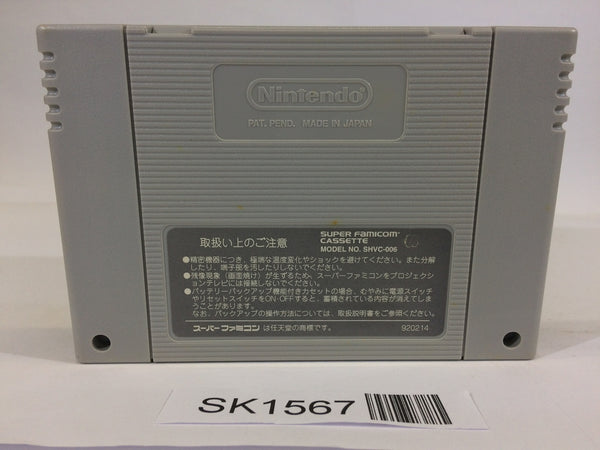 Nintendo®
PAT. PEND. MADE IN JAPAN
取扱い上のご注意
SUPER FAMICOM™
CASSETTE
MODEL NO. SHVC-006
●精密機器につき、極端な温度変化やショックを避けてください。また分解
したり、端子部を汚したりしないでください。
●残像現象(画面焼け)が生ずるため、スーパーファミコンをプロジェクシ
ョンテレビには接続しないでください。
●バッテリーバックアップ機能付きカセットの場合、むやみに電源スイッチ
やリセットスイッチをON・OFFすると、蓄積されている内容が消えてしま
うことがあります。
なお、バックアップの操作方法については、取扱説明書をご参照ください。
スーパーファミコン は任天堂の商標です。
920214
SK1567